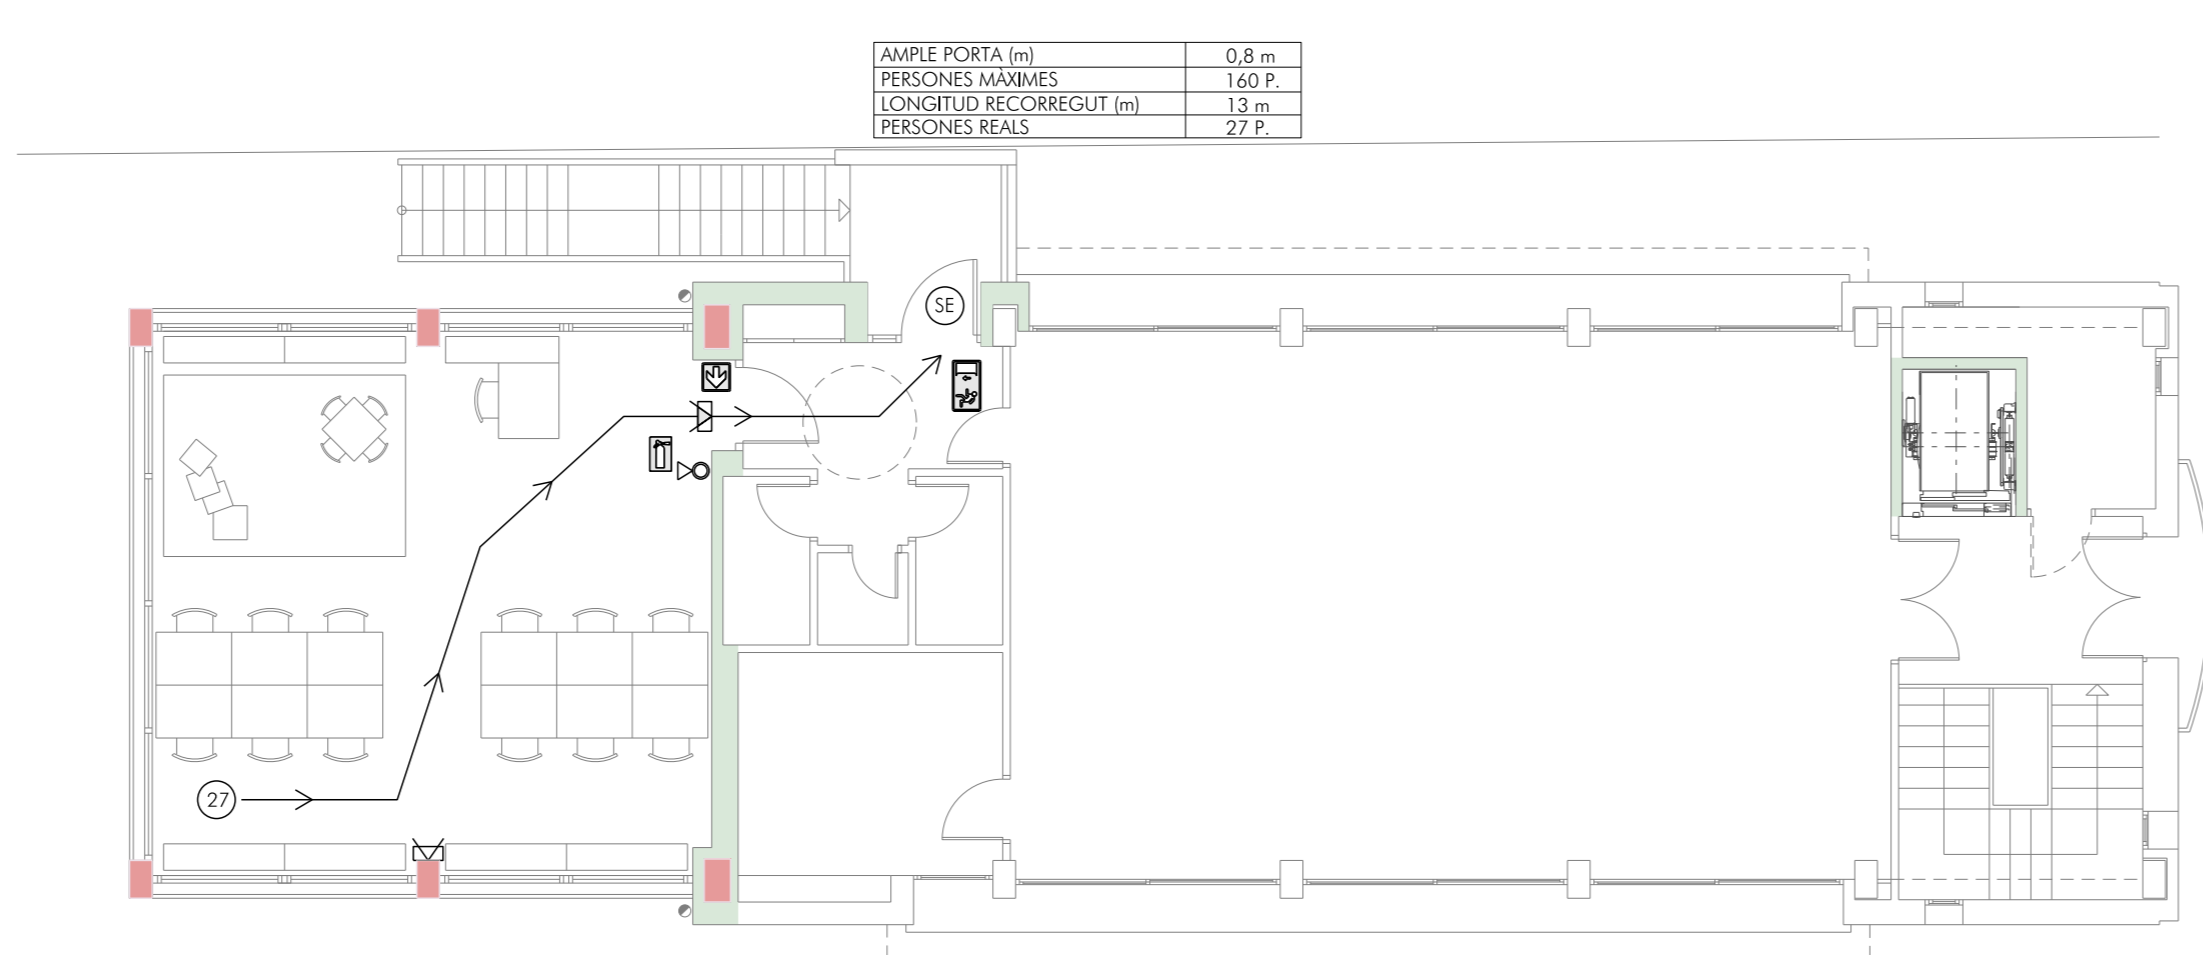 AMPLE PORTA (m) 0,8 m
PERSONES MÀXIMES 160 P.
LONGITUD RECORREGUT (m) 13 m
PERSONES REALS 27 P.
SE
27